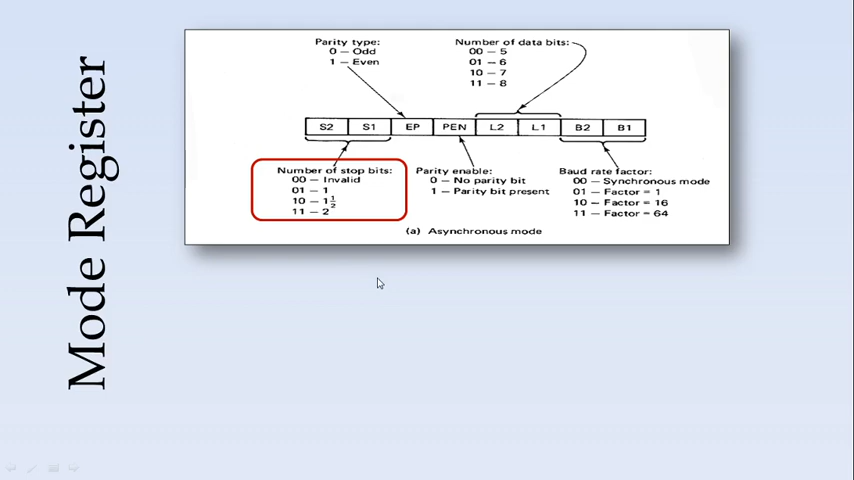 Mode Register
Parity type:
0 – Odd
1 – Even
Number of data bits:
00 – 5
01 – 6
10 – 7
11 – 8
S2 S1 EP PEN L2 L1 B2 B1
Number of stop bits:
00 – Invalid
01 – 1
10 – 1½
11 – 2
Parity enable:
0 – No parity bit
1 – Parity bit present
Baud rate factor:
00 – Synchronous mode
01 – Factor = 1
10 – Factor = 16
11 – Factor = 64
(a) Asynchronous mode